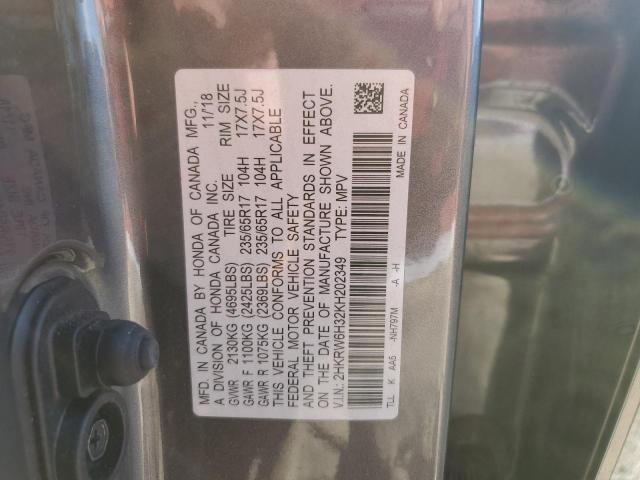 MFD. IN CANADA BY HONDA OF CANADA MFG.,
A DIVISION OF HONDA CANADA INC. 11/18
TIRE SIZE RIM SIZE
GVWR 2130KG (4695LBS)
GAWR F 1100KG (2425LBS) 235/65R17 104H 17X7.5J
GAWR R 1075KG (2369LBS) 235/65R17 104H 17X7.5J
THIS VEHICLE CONFORMS TO ALL APPLICABLE
FEDERAL MOTOR VEHICLE SAFETY
AND THEFT PREVENTION STANDARDS IN EFFECT
ON THE DATE OF MANUFACTURE SHOWN ABOVE.
V.I.N.: 2HKRW6H32KH202349 TYPE: MPV
TLL K AA5 -NH797M -A -H
MADE IN CANADA